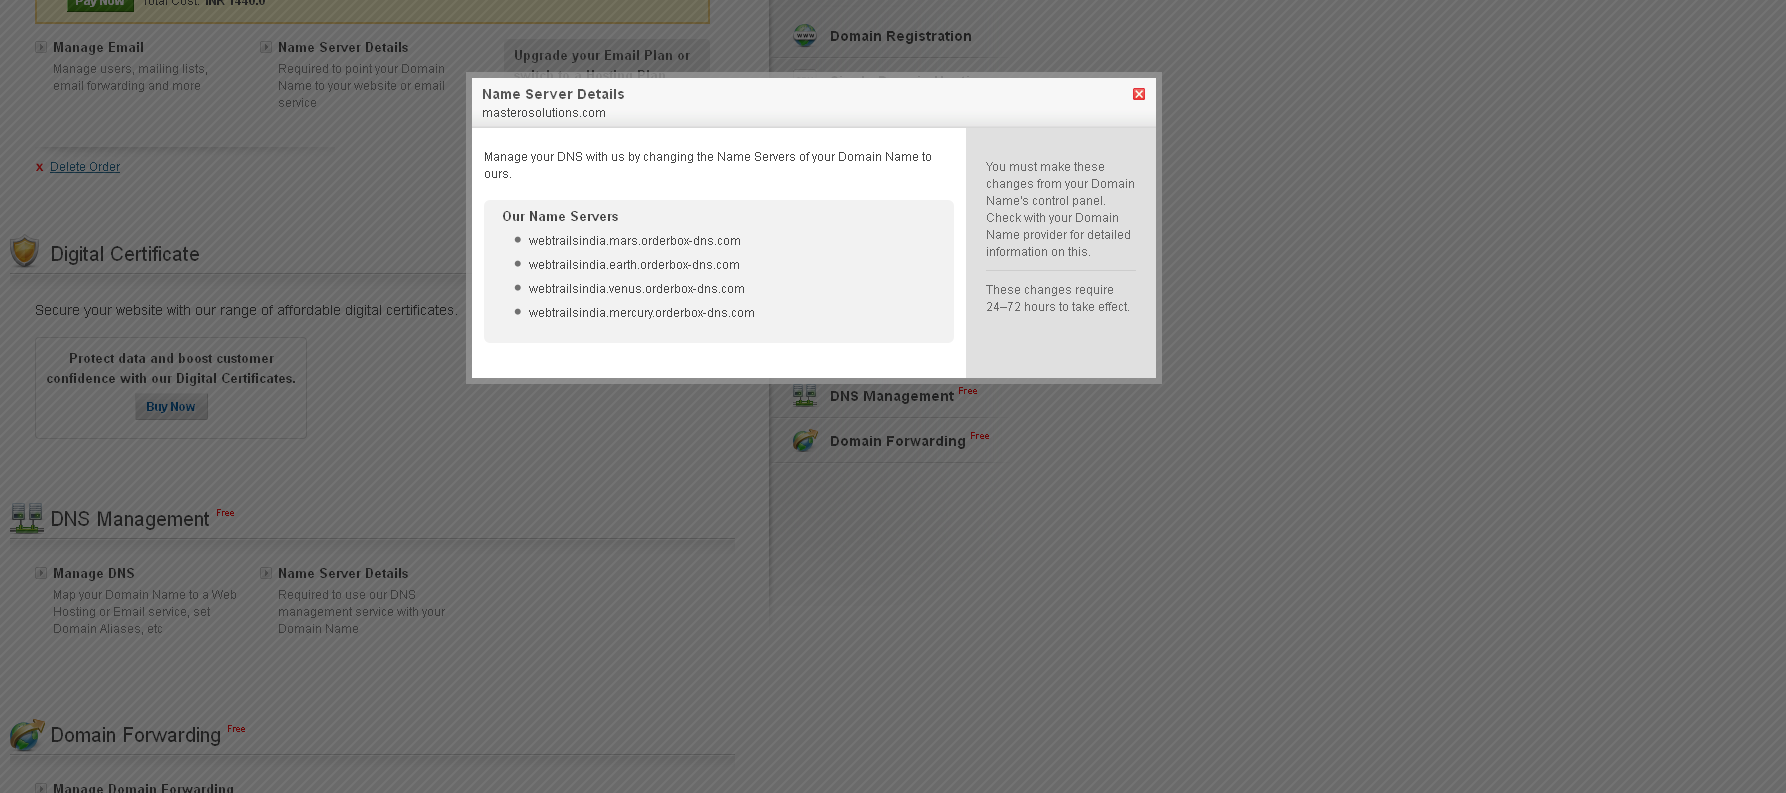 Pay Now Total Cost: INR 1440.0
Manage Email
Manage users, mailing lists,
email forwarding and more
Name Server Details
Required to point your Domain
Name to your website or email
service
Upgrade your Email Plan or
switch to a Hosting Plan
Delete Order
Domain Registration
Name Server Details
masterosolutions.com
Manage your DNS with us by changing the Name Servers of your Domain Name to
ours.
Our Name Servers
webtrailsindia.mars.orderbox-dns.com
webtrailsindia.earth.orderbox-dns.com
webtrailsindia.venus.orderbox-dns.com
webtrailsindia.mercury.orderbox-dns.com
You must make these
changes from your Domain
Name's control panel.
Check with your Domain
Name provider for detailed
information on this.
These changes require
24–72 hours to take effect.
Digital Certificate
Secure your website with our range of affordable digital certificates.
Protect data and boost customer
confidence with our Digital Certificates.
Buy Now
DNS Management Free
Domain Forwarding Free
DNS Management Free
Manage DNS
Map your Domain Name to a Web
Hosting or Email service, set
Domain Aliases, etc
Name Server Details
Required to use our DNS
management service with your
Domain Name
Domain Forwarding Free
Manage Domain Forwarding